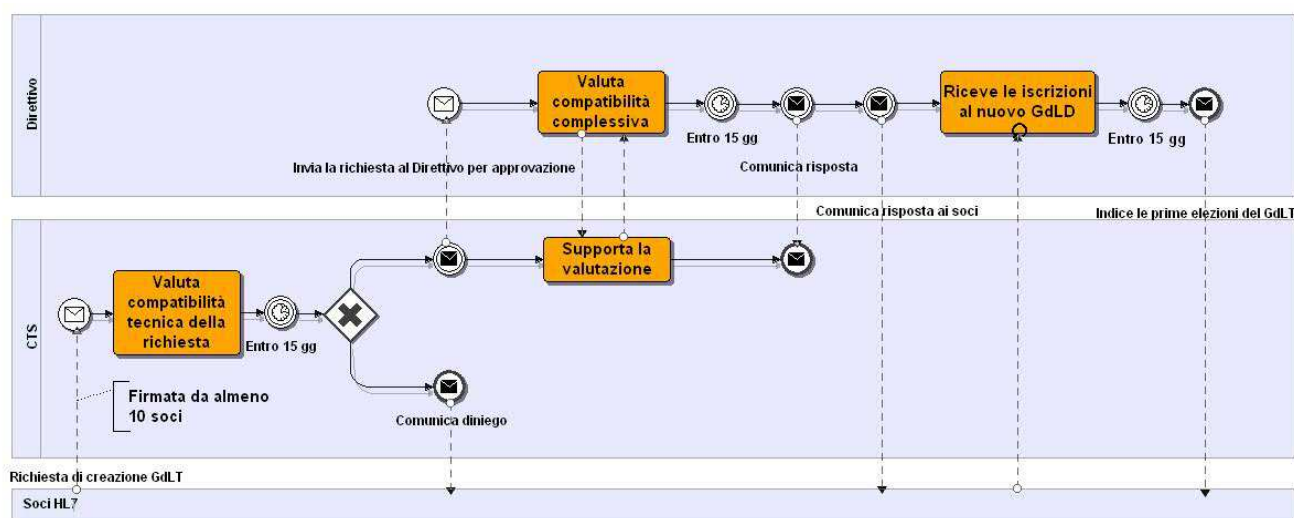 Direttivo
Valuta
compatibilità
complessiva
Entro 15 gg
Riceve le iscrizioni
al nuovo GdLD
Entro 15 gg
Invia la richiesta al Direttivo per approvazione
Comunica risposta
Comunica risposta ai soci
Indice le prime elezioni del GdLT
CTS
Valuta
compatibilità
tecnica della
richiesta
Entro 15 gg
Supporta la
valutazione
Firmata da almeno
10 soci
Comunica diniego
Richiesta di creazione GdLT
Soci HL7